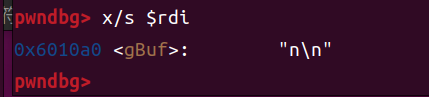 pwndbg> x/s $rdi
0x6010a0 <gBuf>:        "n\n"
pwndbg>